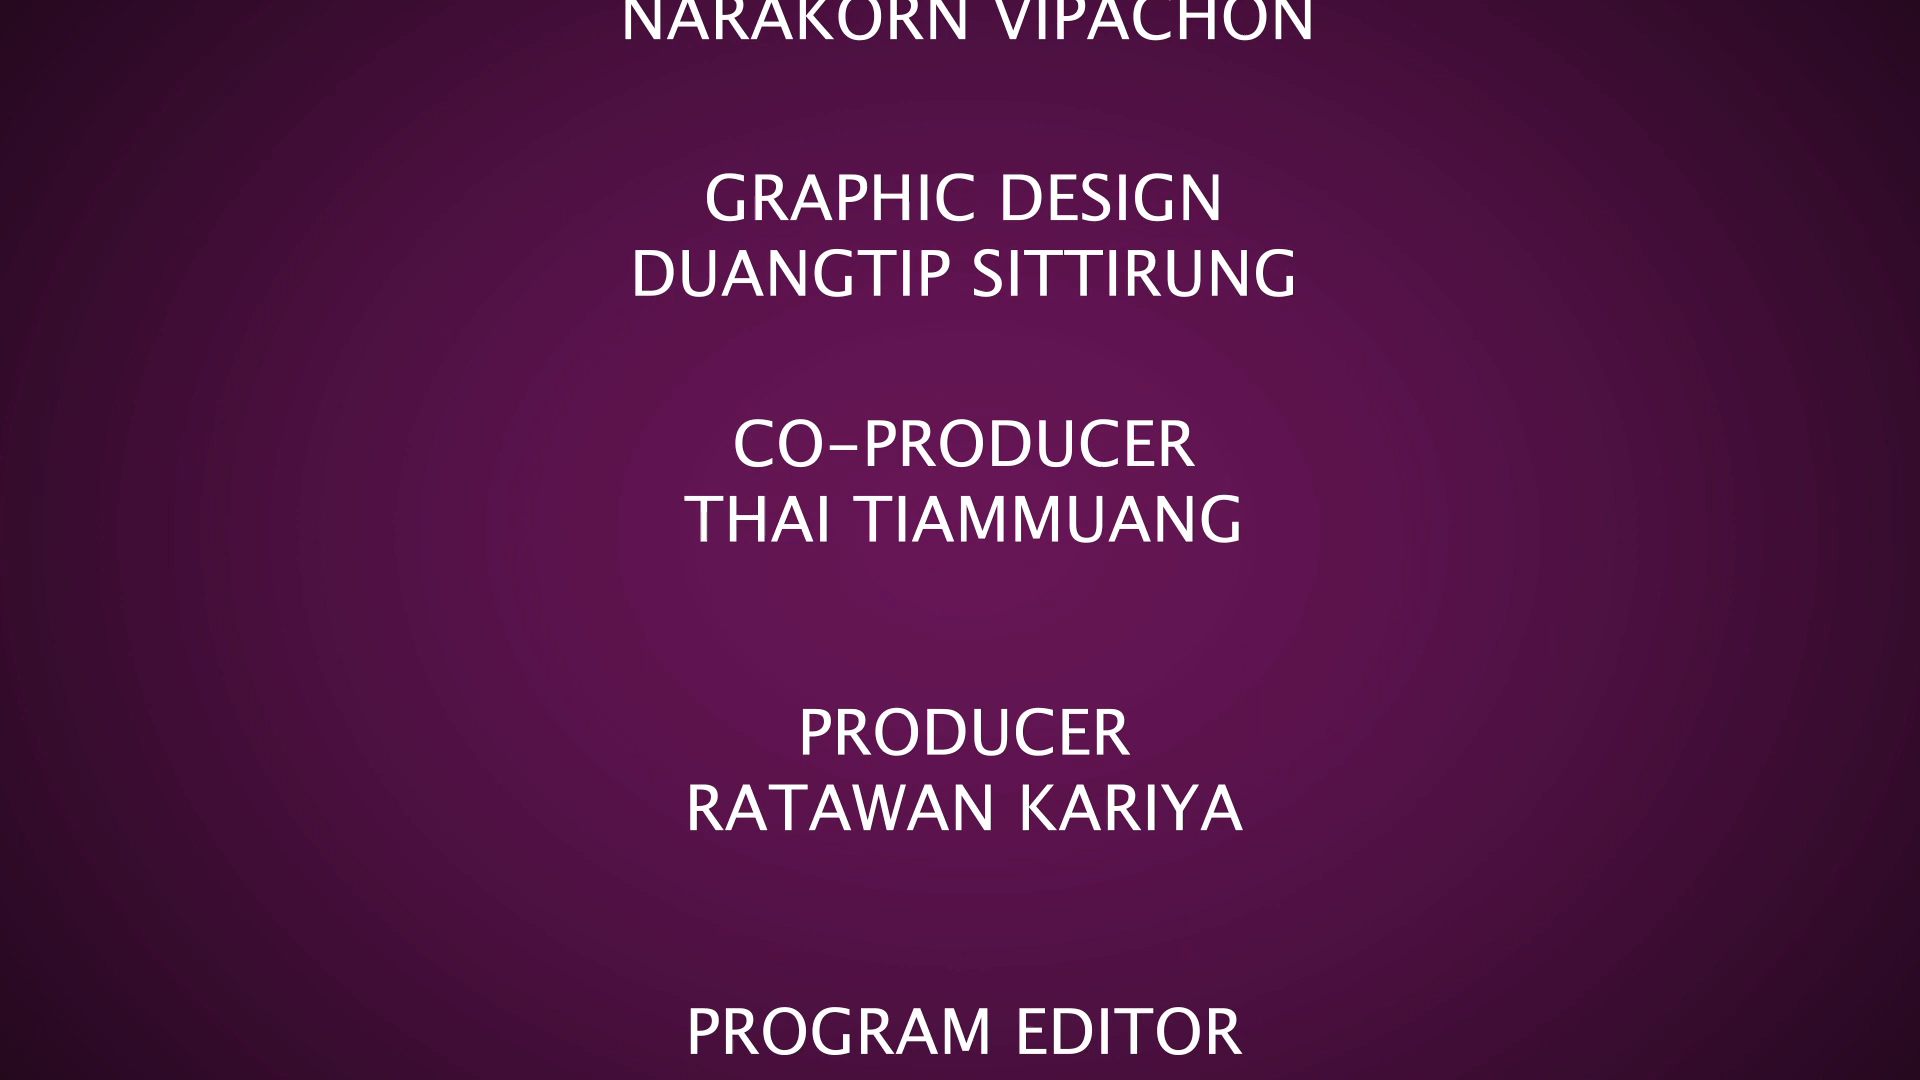 NARAKORN VIPACHON
GRAPHIC DESIGN
DUANGTIP SITTIRUNG
CO-PRODUCER
THAI TIAMMUANG
PRODUCER
RATAWAN KARIYA
PROGRAM EDITOR